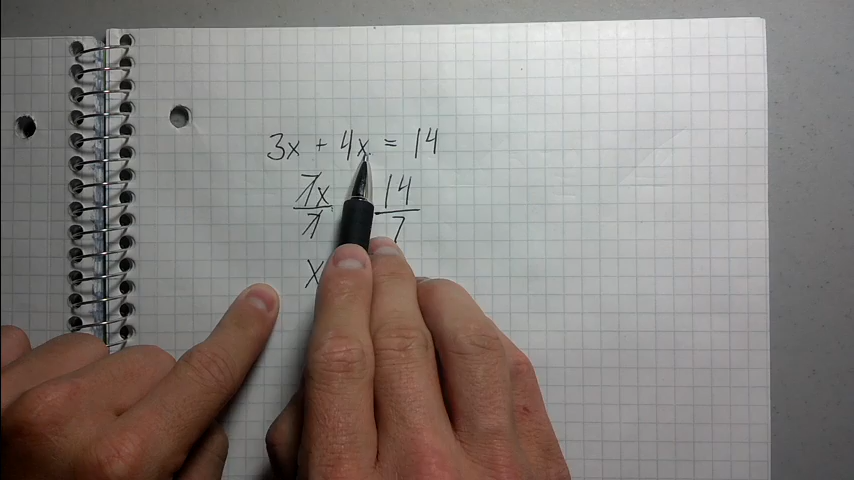 3x + 4x = 14
7x 14
7 7
x